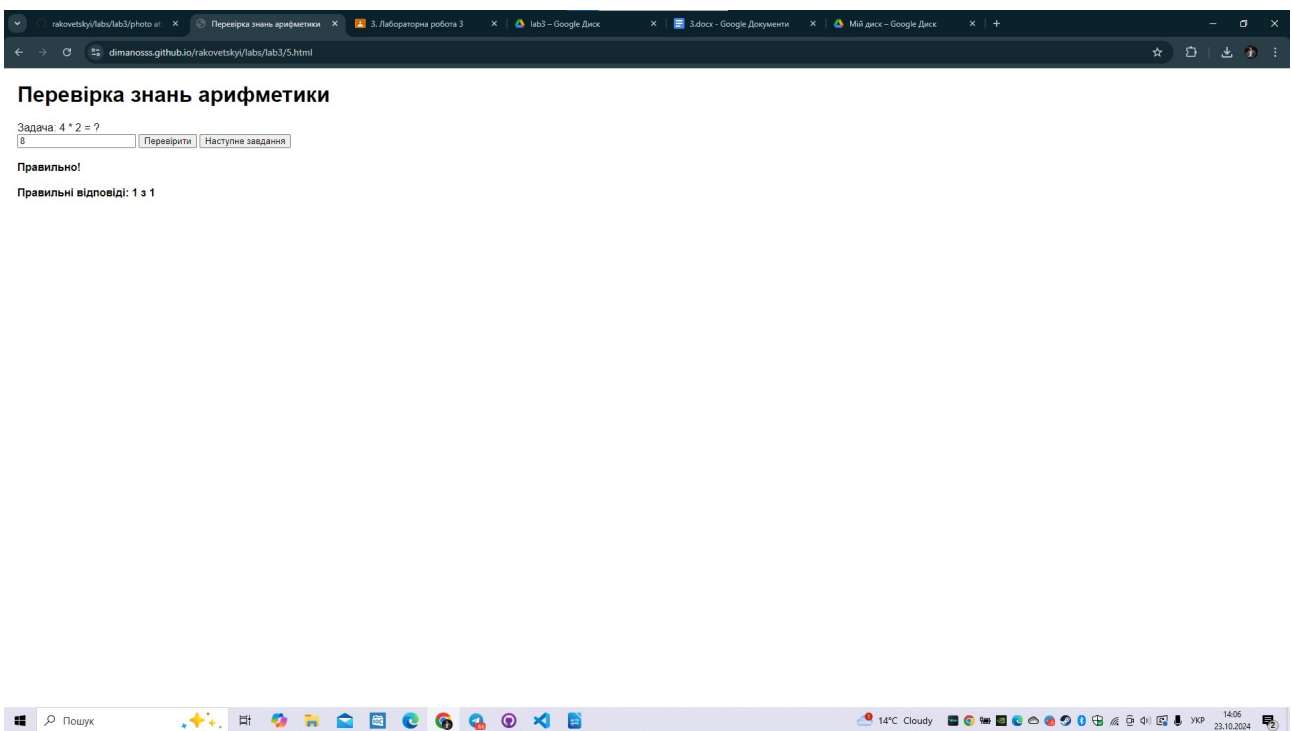 rakovetskyi/labs/lab3/photo at
Перевірка знань арифметики
3. Лабораторна робота 3
lab3 – Google Диск
3.docx - Google Документи
Мій диск – Google Диск
dimanosss.github.io/rakovetskyi/labs/lab3/5.html
Перевірка знань арифметики
Задача: 4 * 2 = ?
8 Перевірити Наступне завдання
Правильно!
Правильні відповіді: 1 з 1
Пошук
14°C Cloudy
УКР
14:06
23.10.2024